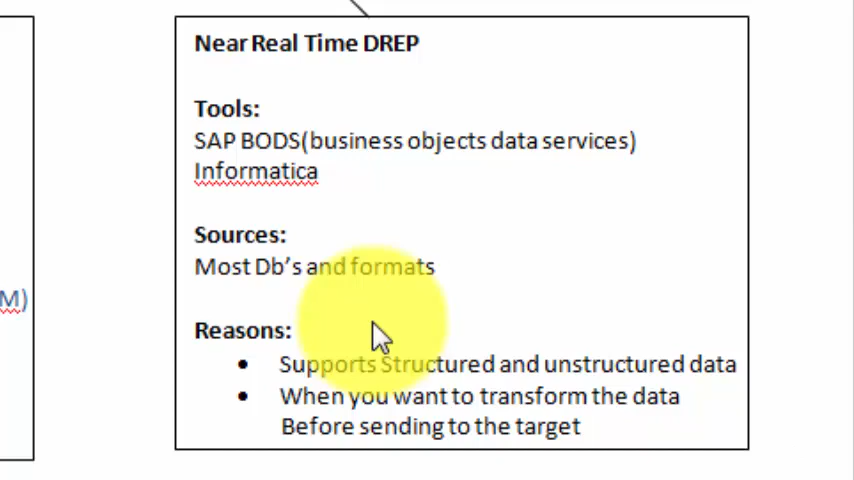 Near Real Time DREP
Tools:
SAP BODS(business objects data services)
Informatica
Sources:
Most Db's and formats
M)
Reasons:
• Supports Structured and unstructured data
• When you want to transform the data
Before sending to the target